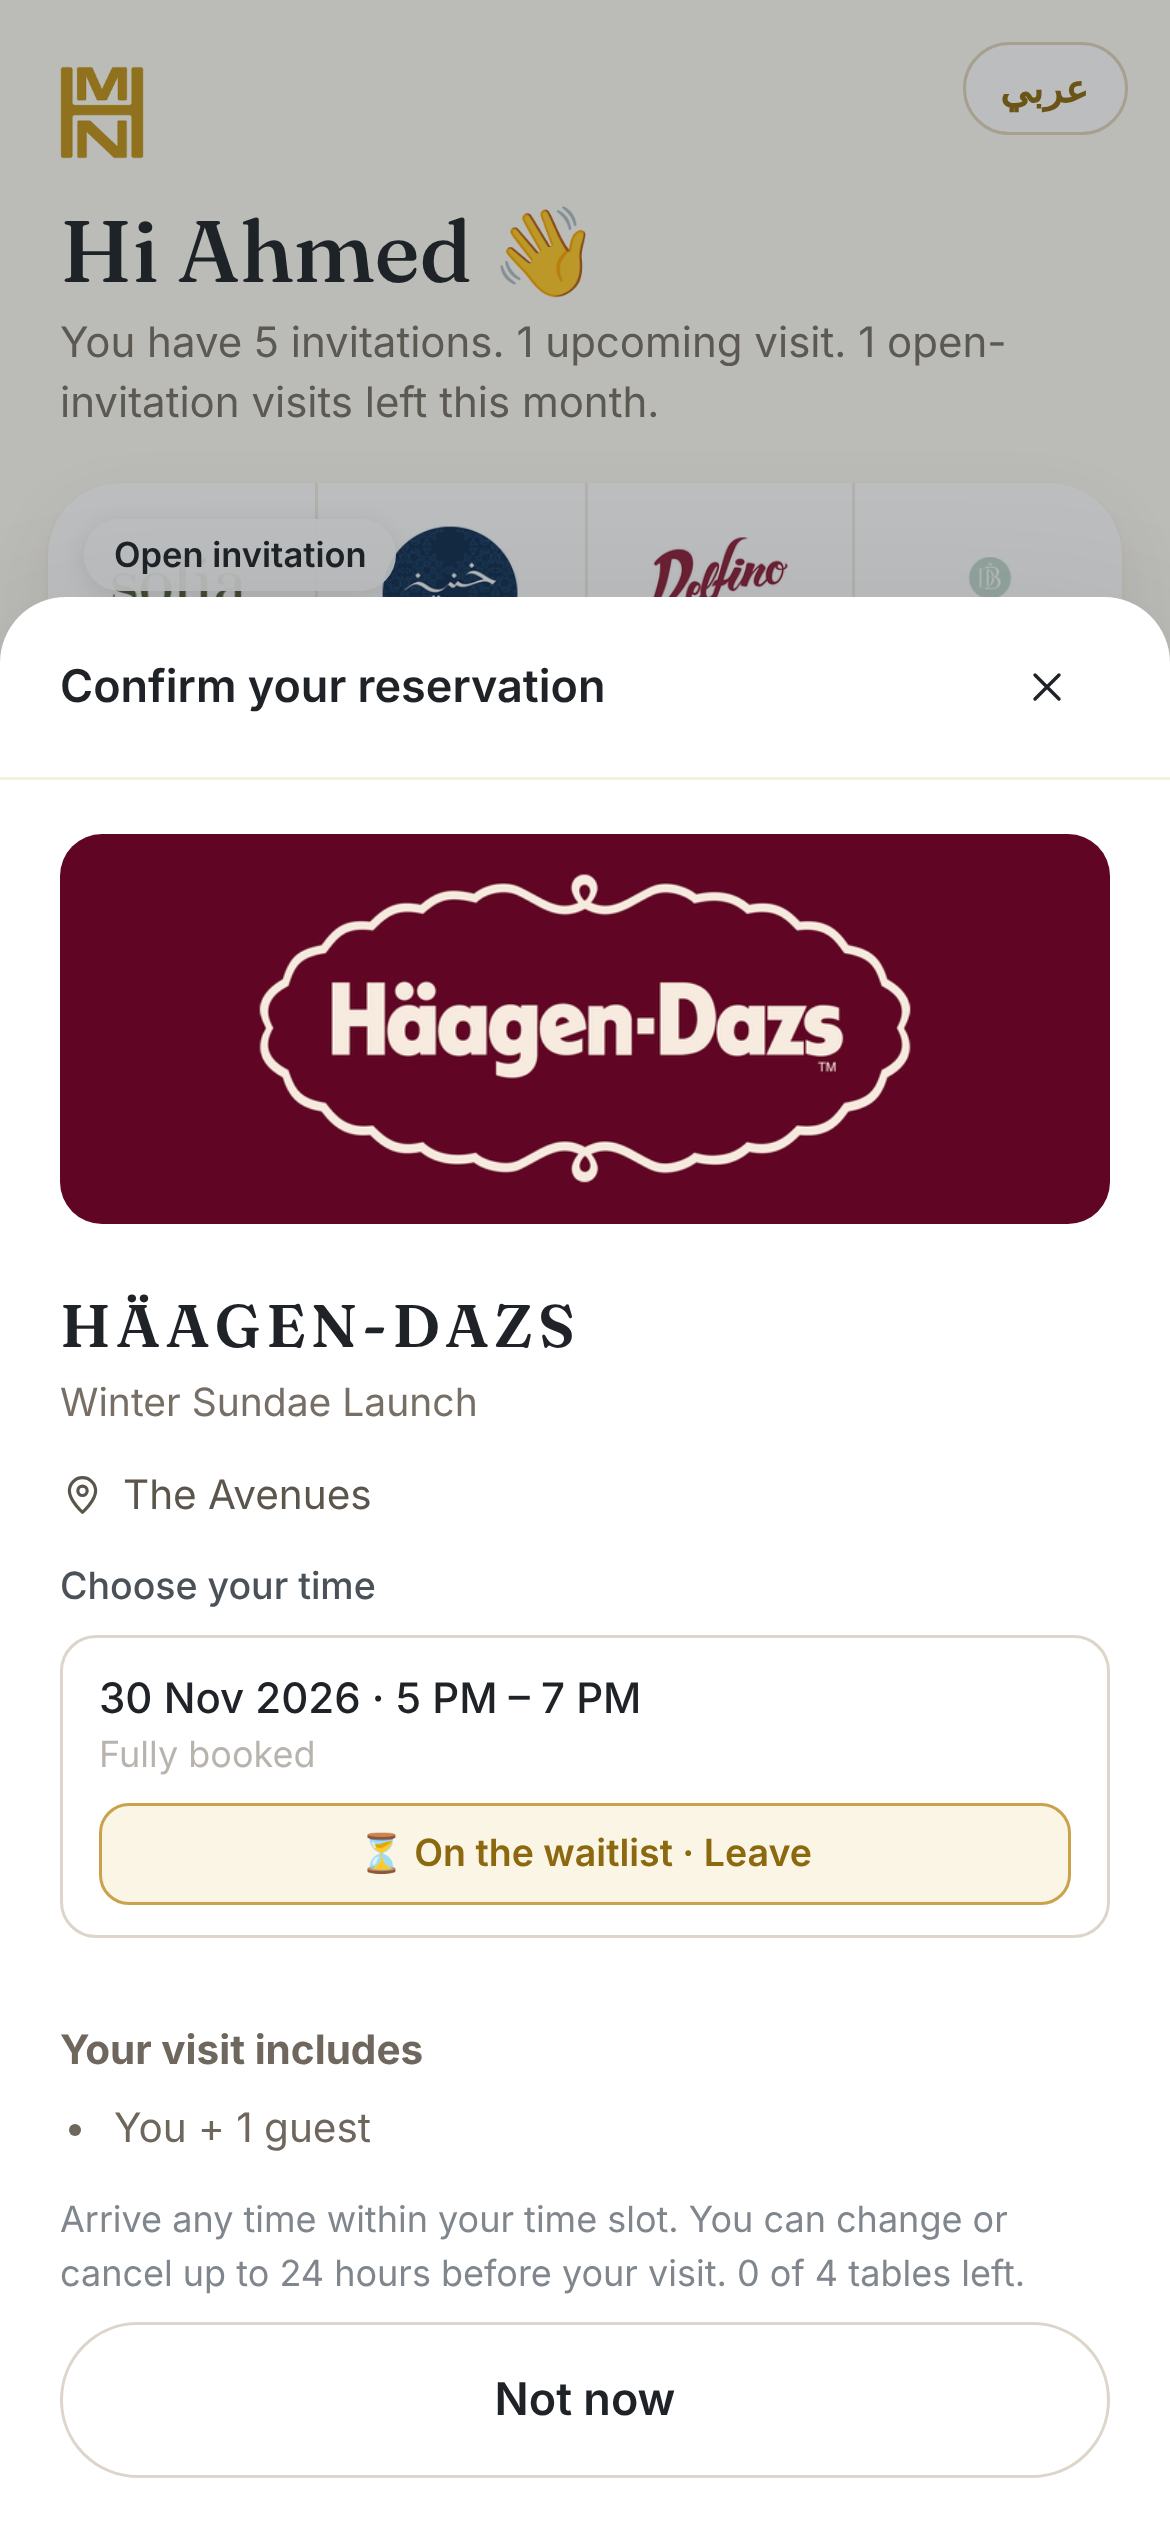 HMN
عربي
Hi Ahmed 👋
You have 5 invitations. 1 upcoming visit. 1 open-
invitation visits left this month.
Open invitation
Delfino
Confirm your reservation
Häagen-Dazs
TM
HÄAGEN-DAZS
Winter Sundae Launch
The Avenues
Choose your time
30 Nov 2026 · 5 PM – 7 PM
Fully booked
⏳ On the waitlist · Leave
Your visit includes
• You + 1 guest
Arrive any time within your time slot. You can change or
cancel up to 24 hours before your visit. 0 of 4 tables left.
Not now